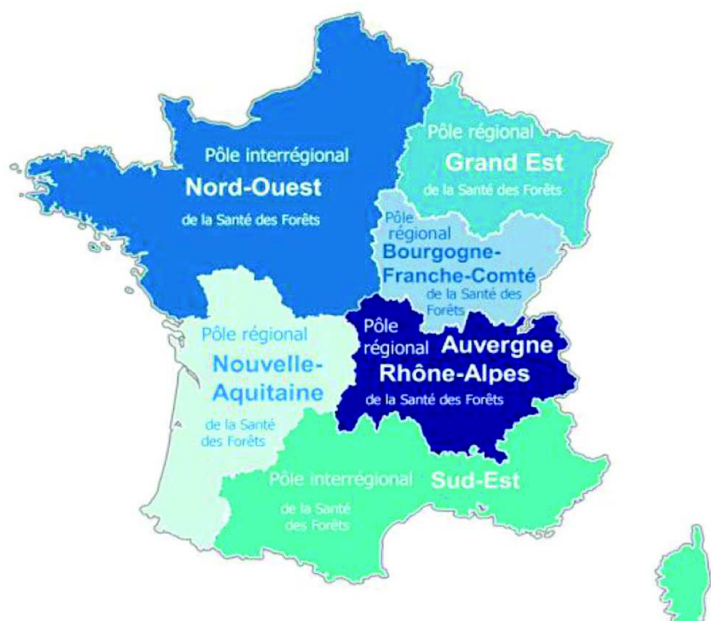 Pôle interrégional
Nord-Ouest
de la Santé des Forêts
Pôle régional
Grand Est
de la Santé des Forêts
Pôle
régional
Bourgogne-
Franche-Comté
de la Santé des
Forêts
Pôle régional
Nouvelle-
Aquitaine
de la Santé
des Forêts
Pôle
régional Auvergne
Rhône-Alpes
de la Santé des Forêts
Pôle interrégional Sud-Est
de la Santé
des Forêts